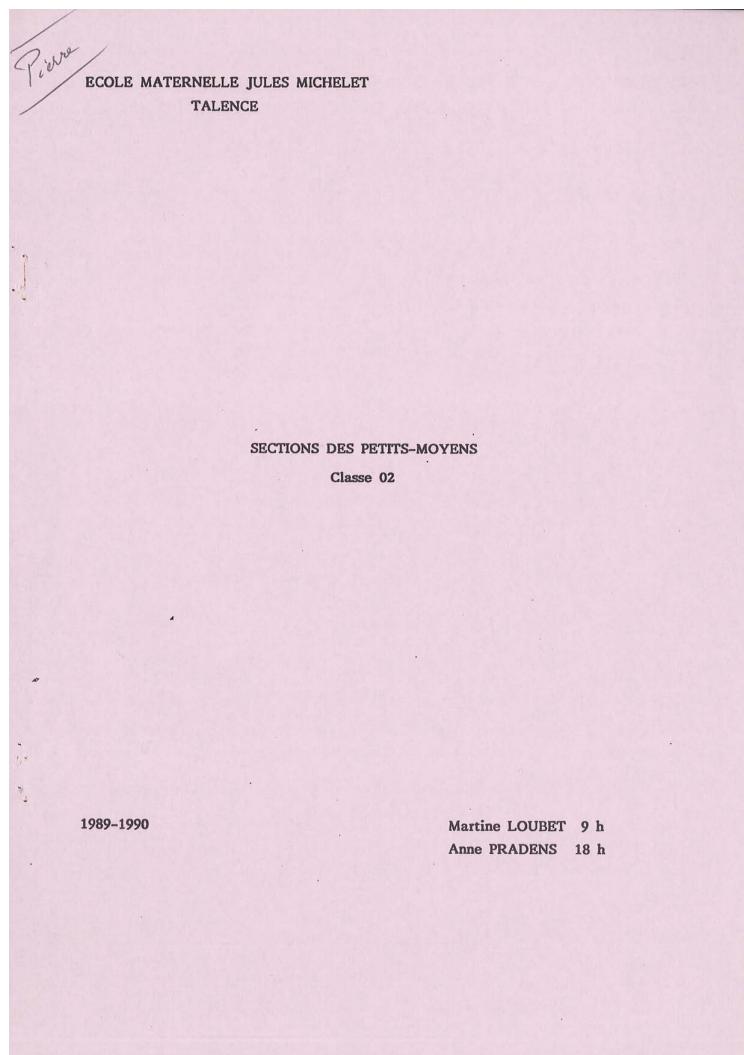 Pierre
ECOLE MATERNELLE JULES MICHELET
TALENCE
SECTIONS DES PETITS-MOYENS
Classe 02
1989-1990
Martine LOUBET 9 h
Anne PRADENS 18 h